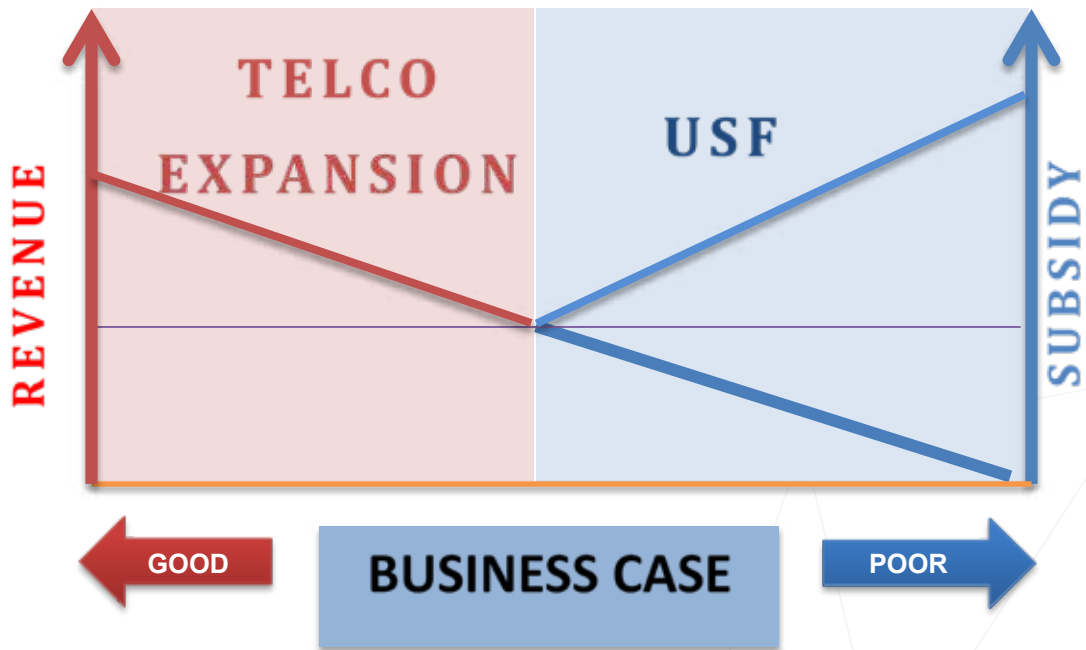 TELCO
EXPANSION
USF
REVENUE
SUBSIDY
GOOD
BUSINESS CASE
POOR